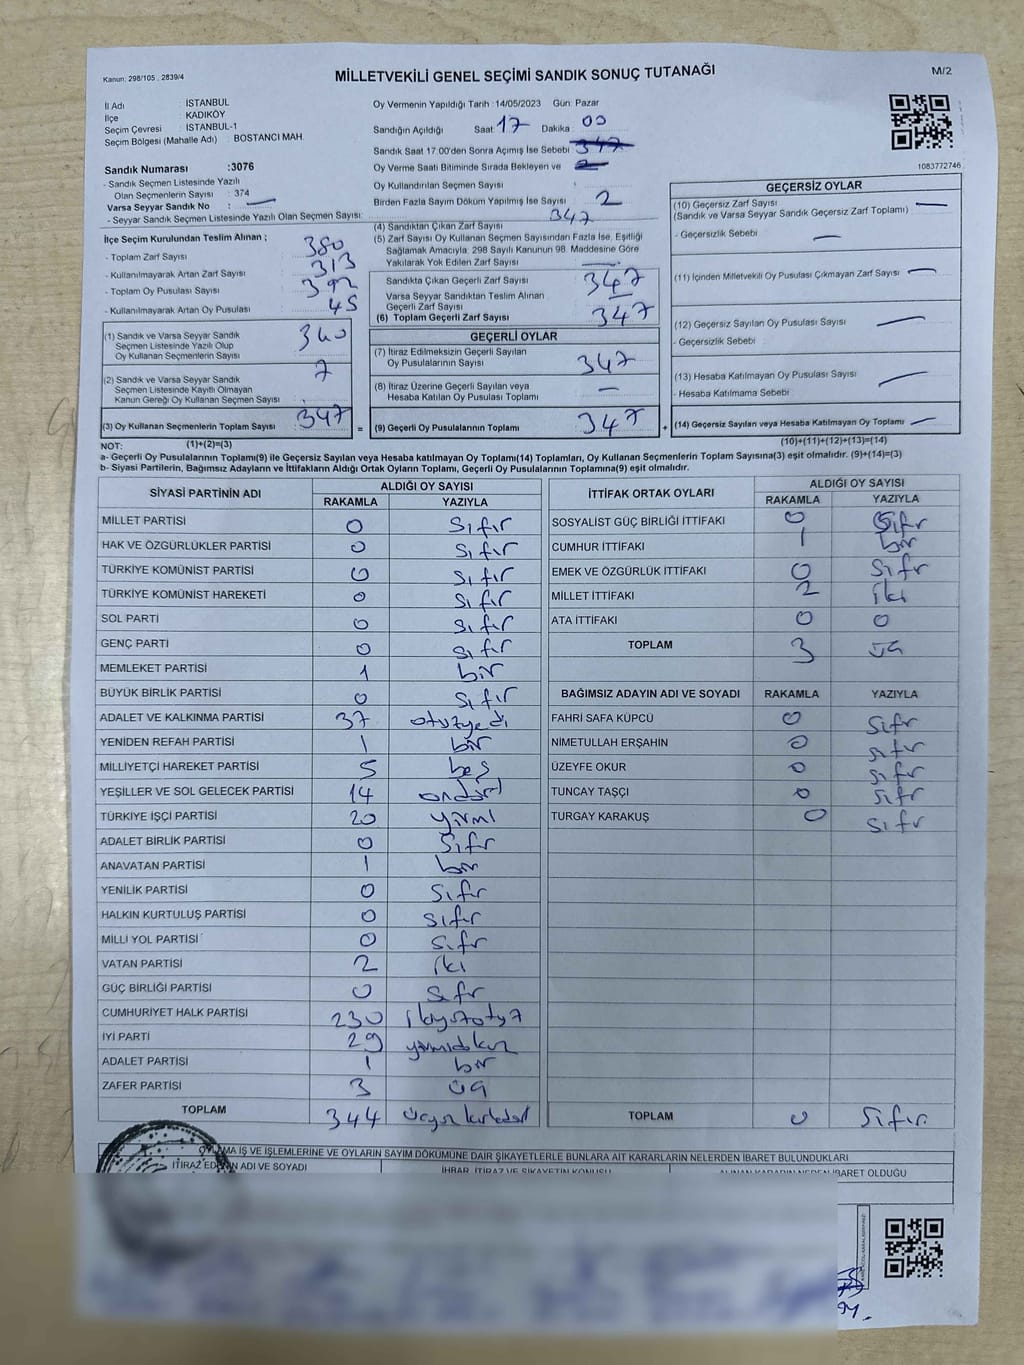 Kanun. 298/105 , 2839/4
MİLLETVEKİLİ GENEL SEÇİMİ SANDIK SONUÇ TUTANAĞI
M/2
İl Adı : İSTANBUL
İlçe : KADIKÖY
Seçim Çevresi : İSTANBUL-1
Seçim Bölgesi (Mahalle Adı) : BOSTANCI MAH.
Sandık Numarası :3076
- Sandık Seçmen Listesinde Yazılı
Olan Seçmenlerin Sayısı : 374
Varsa Seyyar Sandık No : —
- Seyyar Sandık Seçmen Listesinde Yazılı Olan Seçmen Sayısı:
Oy Vermenin Yapıldığı Tarih :14/05/2023 Gün: Pazar
Sandığın Açıldığı Saat 17 Dakika 00
Sandık Saat 17.00'den Sonra Açımış İse Sebebi 347
Oy Verme Saati Bitiminde Sırada Bekleyen ve
Oy Kullandırılan Seçmen Sayısı :
Birden Fazla Sayım Döküm Yapılmış İse Sayısı 2
1083772746
İlçe Seçim Kurulundan Teslim Alınan ;
- Toplam Zarf Sayısı 380
- Kullanılmayarak Artan Zarf Sayısı 313
- Toplam Oy Pusulası Sayısı 392
- Kullanılmayarak Artan Oy Pusulası 45
(1) Sandık ve Varsa Seyyar Sandık
Seçmen Listesinde Yazılı Olup
Oy Kullanan Seçmenlerin Sayısı 340
(2) Sandık ve Varsa Seyyar Sandık
Seçmen Listesinde Kayıtlı Olmayan
Kanun Gereği Oy Kullanan Seçmen Sayısı : 7
(3) Oy Kullanan Seçmenlerin Toplam Sayısı : 347 =
(4) Sandıktan Çıkan Zarf Sayısı 347
(5) Zarf Sayısı Oy Kullanan Seçmen Sayısından Fazla İse, Eşitliği
Sağlamak Amacıyla. 298 Sayılı Kanunun 98. Maddesine Göre
Yakılarak Yok Edilen Zarf Sayısı —
Sandıkta Çıkan Geçerli Zarf Sayısı 347
Varsa Seyyar Sandıktan Teslim Alınan
Geçerli Zarf Sayısı —
(6) Toplam Geçerli Zarf Sayısı 347
GEÇERLİ OYLAR
(7) İtiraz Edilmeksizin Geçerli Sayılan
Oy Pusulalarının Sayısı 347
(8) İtiraz Üzerine Geçerli Sayılan veya
Hesaba Katılan Oy Pusulası Toplamı —
(9) Geçerli Oy Pusulalarının Toplamı 347 +
GEÇERSİZ OYLAR
(10) Geçersiz Zarf Sayısı —
(Sandık ve Varsa Seyyar Sandık Geçersiz Zarf Toplamı)
- Geçersizlik Sebebi —
(11) İçinden Milletvekili Oy Pusulası Çıkmayan Zarf Sayısı —
(12) Geçersiz Sayılan Oy Pusulası Sayısı —
- Geçersizlik Sebebi
(13) Hesaba Katılmayan Oy Pusulası Sayısı —
- Hesaba Katılmama Sebebi
(14) Geçersiz Sayılan veya Hesaba Katılmayan Oy Toplamı —
NOT: (1)+(2)=(3) (10)+(11)+(12)+(13)=(14)
a- Geçerli Oy Pusulalarının Toplamı(9) ile Geçersiz Sayılan veya Hesaba katılmayan Oy Toplamı(14) Toplamları, Oy Kullanan Seçmenlerin Toplam Sayısına(3) eşit olmalıdır. (9)+(14)=(3)
b- Siyasi Partilerin, Bağımsız Adayların ve İttifakların Aldığı Ortak Oyların Toplamı, Geçerli Oy Pusulalarının Toplamına(9) eşit olmalıdır.
SİYASİ PARTİNİN ADI ALDIĞI OY SAYISI
RAKAMLA YAZIYLA
MİLLET PARTİSİ 0 Sıfır
HAK VE ÖZGÜRLÜKLER PARTİSİ 0 Sıfır
TÜRKİYE KOMÜNİST PARTİSİ 0 Sıfır
TÜRKİYE KOMÜNİST HAREKETİ 0 Sıfır
SOL PARTİ 0 Sıfır
GENÇ PARTİ 0 Sıfır
MEMLEKET PARTİSİ 1 bir
BÜYÜK BİRLİK PARTİSİ 0 Sıfır
ADALET VE KALKINMA PARTİSİ 37 otuzyedi
YENİDEN REFAH PARTİSİ 1 bir
MİLLİYETÇİ HAREKET PARTİSİ 5 beş
YEŞİLLER VE SOL GELECEK PARTİSİ 14 ondört
TÜRKİYE İŞÇİ PARTİSİ 20 yirmi
ADALET BİRLİK PARTİSİ 0 Sıfır
ANAVATAN PARTİSİ 1 bir
YENİLİK PARTİSİ 0 Sıfır
HALKIN KURTULUŞ PARTİSİ 0 Sıfır
MİLLİ YOL PARTİSİ 0 Sıfır
VATAN PARTİSİ 2 iki
GÜÇ BİRLİĞİ PARTİSİ 0 Sıfır
CUMHURİYET HALK PARTİSİ 230
İYİ PARTİ 29 yirmidokuz
ADALET PARTİSİ 1 bir
ZAFER PARTİSİ 3 üç
TOPLAM 344
İTTİFAK ORTAK OYLARI ALDIĞI OY SAYISI
RAKAMLA YAZIYLA
SOSYALİST GÜÇ BİRLİĞİ İTTİFAKI 0 Sıfır
CUMHUR İTTİFAKI 1 bir
EMEK VE ÖZGÜRLÜK İTTİFAKI 0 Sıfır
MİLLET İTTİFAKI 2 iki
ATA İTTİFAKI 0 0
TOPLAM 3 üç
BAĞIMSIZ ADAYIN ADI VE SOYADI RAKAMLA YAZIYLA
FAHRİ SAFA KÜPCÜ 0 Sıfır
NİMETULLAH ERŞAHİN 0 Sıfır
ÜZEYFE OKUR 0 Sıfır
TUNCAY TAŞÇI 0 Sıfır
TURGAY KARAKUŞ 0 Sıfır
TOPLAM 0 Sıfır
OYLAMA İŞ VE İŞLEMLERİNE VE OYLARIN SAYIM DÖKÜMÜNE DAİR ŞİKAYETLERLE BUNLARA AİT KARARLARIN NELERDEN İBARET BULUNDUKLARI
İTİRAZ EDENİN ADI VE SOYADI İHBAR, İTİRAZ VE ŞİKAYETİN KONUSU ALINAN KARARIN NEDEN İBARET OLDUĞU